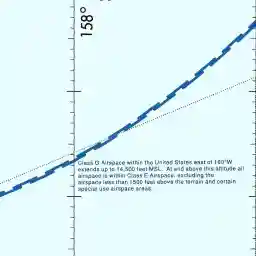 158°
Class G Airspace within the United States east of 160°W
extends up to 14,500 feet MSL. At and above this altitude all
airspace is within Class E Airspace, excluding the
airspace less than 1500 feet above the terrain and certain
special use airspace areas.